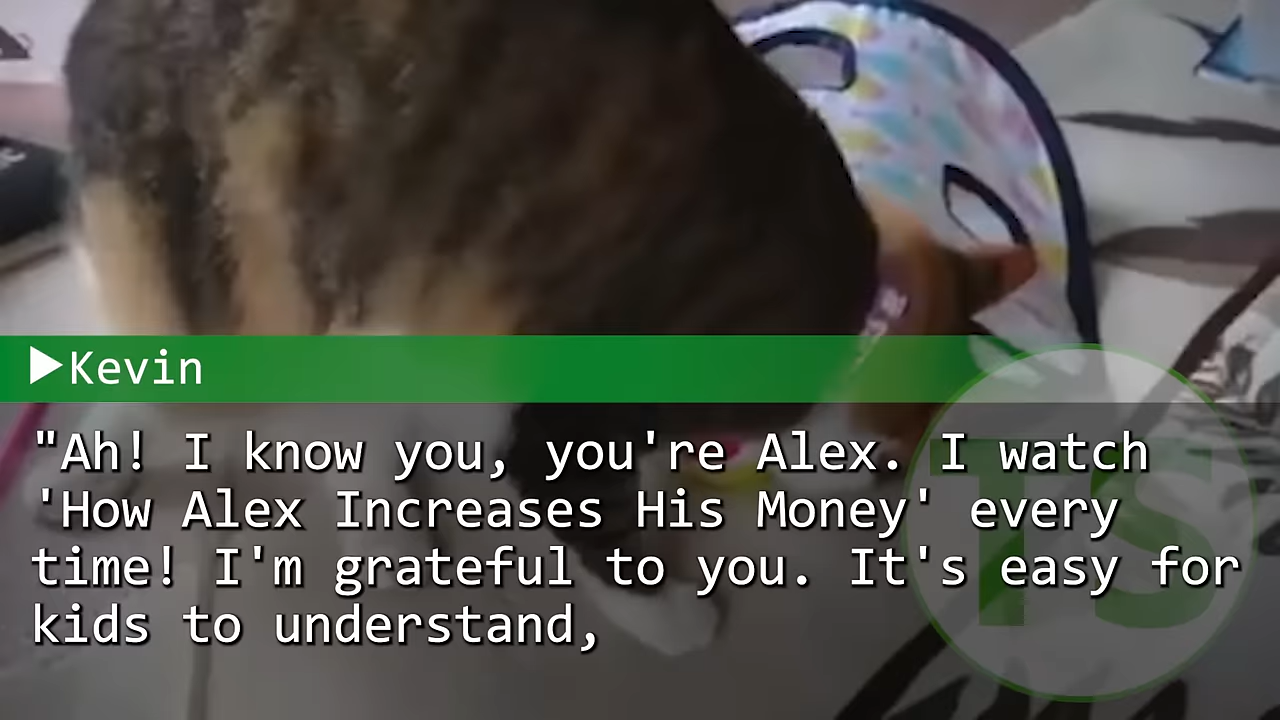 ▶Kevin
"Ah! I know you, you're Alex. I watch
'How Alex Increases His Money' every
time! I'm grateful to you. It's easy for
kids to understand,
TS